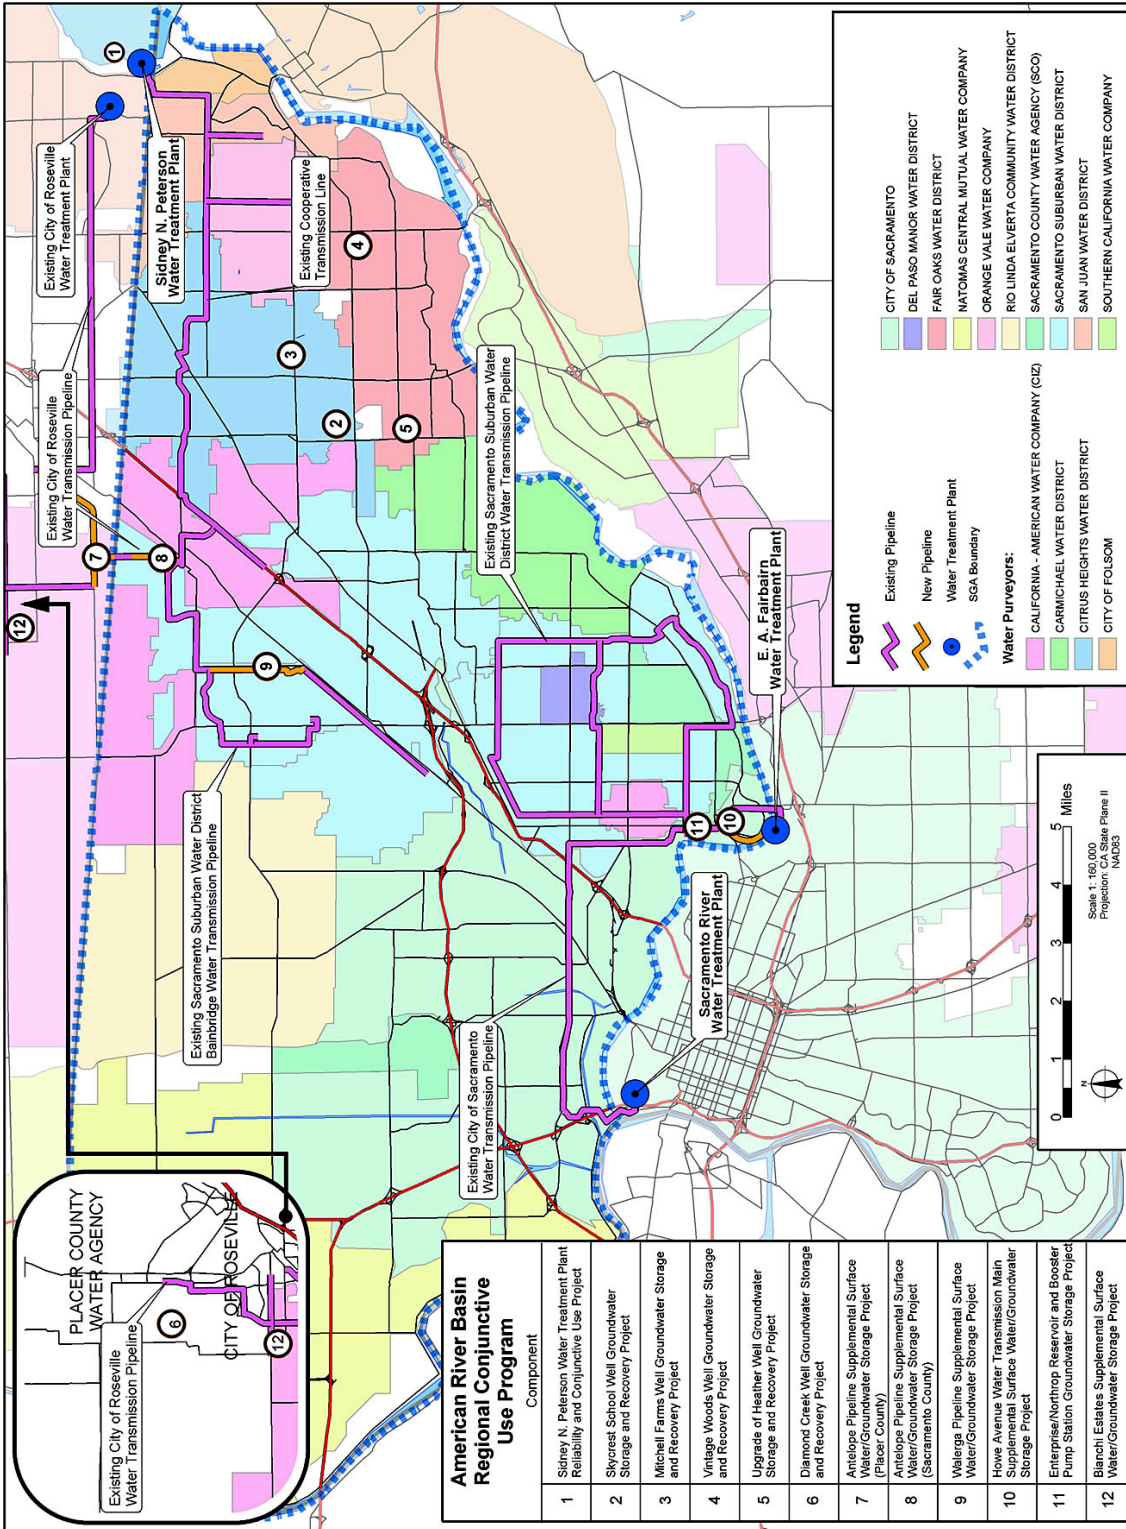 American River Basin
Regional Conjunctive
Use Program
Component
1
Sidney N. Peterson Water Treatment Plant
Reliability and Conjunctive Use Project
2
Skycrest School Well Groundwater
Storage and Recovery Project
3
Mitchell Farms Well Groundwater Storage
and Recovery Project
4
Vintage Woods Well Groundwater Storage
and Recovery Project
5
Upgrade of Heather Well Groundwater
Storage and Recovery Project
6
Diamond Creek Well Groundwater Storage
and Recovery Project
7
Antelope Pipeline Supplemental Surface
Water/Groundwater Storage Project
(Placer County)
8
Antelope Pipeline Supplemental Surface
Water/Groundwater Storage Project
(Sacramento County)
9
Walerga Pipeline Supplemental Surface
Water/Groundwater Storage Project
10
Howe Avenue Water Transmission Main
Supplemental Surface Water/Groundwater
Storage Project
11
Enterprise/Northrop Reservoir and Booster
Pump Station Groundwater Storage Project
12
Bianchi Estates Supplemental Surface
Water/Groundwater Storage Project
PLACER COUNTY
WATER AGENCY
CITY OF ROSEVILLE
Existing City of Roseville
Water Transmission Pipeline
6
12
Existing Sacramento Suburban Water District
Bainbridge Water Transmission Pipeline
Existing City of Sacramento
Water Transmission Pipeline
Sacramento River
Water Treatment Plant
12
7
8
9
Existing City of Roseville
Water Transmission Pipeline
Existing City of Roseville
Water Treatment Plant
1
Sidney N. Peterson
Water Treatment Plant
Existing Cooperative
Transmission Line
4
3
2
5
Existing Sacramento Suburban Water
District Water Transmission Pipeline
E. A. Fairbairn
Water Treatment Plant
11
10
0
1
2
3
4
5
Miles
N
Scale 1: 160,000
Projection: CA State Plane II
NAD83
Legend
Existing Pipeline
New Pipeline
Water Treatment Plant
SGA Boundary
Water Purveyors:
CALIFORNIA - AMERICAN WATER COMPANY (CIZ)
CARMICHAEL WATER DISTRICT
CITRUS HEIGHTS WATER DISTRICT
CITY OF FOLSOM
CITY OF SACRAMENTO
DEL PASO MANOR WATER DISTRICT
FAIR OAKS WATER DISTRICT
NATOMAS CENTRAL MUTUAL WATER COMPANY
ORANGE VALE WATER COMPANY
RIO LINDA ELVERTA COMMUNITY WATER DISTRICT
SACRAMENTO COUNTY WATER AGENCY (SCO)
SACRAMENTO SUBURBAN WATER DISTRICT
SAN JUAN WATER DISTRICT
SOUTHERN CALIFORNIA WATER COMPANY